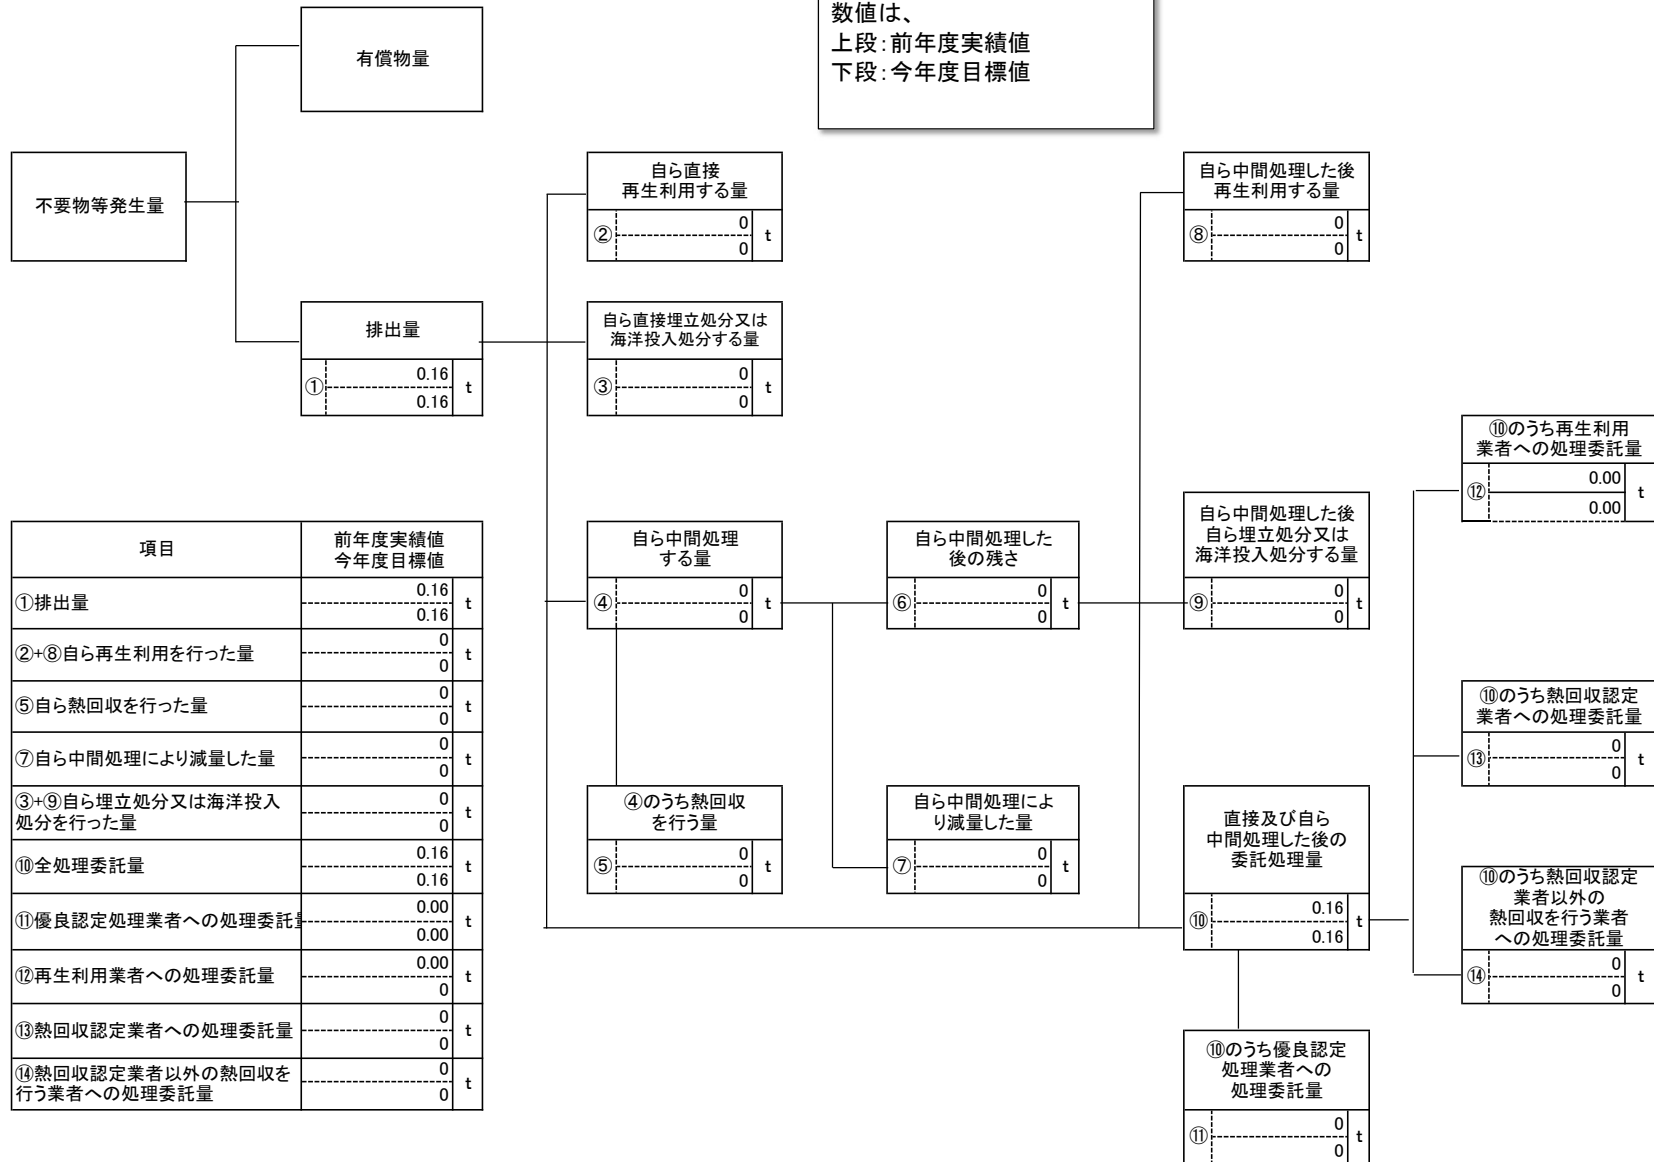 数値は、
上段：前年度実績値
下段：今年度目標値
有償物量
不要物等発生量
排出量
①
0.16
0.16
t
自ら直接
再生利用する量
②
0
0
t
自ら直接埋立処分又は
海洋投入処分する量
③
0
0
t
自ら中間処理した後
再生利用する量
⑧
0
0
t
⑩のうち再生利用
業者への処理委託量
⑫
0.00
0.00
t
自ら中間処理
する量
④
0
0
t
自ら中間処理した
後の残さ
⑥
0
0
t
自ら中間処理した後
自ら埋立処分又は
海洋投入処分する量
⑨
0
0
t
⑩のうち熱回収認定
業者への処理委託量
⑬
0
0
t
④のうち熱回収
を行う量
⑤
0
0
t
自ら中間処理によ
り減量した量
⑦
0
0
t
直接及び自ら
中間処理した後の
委託処理量
⑩
0.16
0.16
t
⑩のうち熱回収認定
業者以外の
熱回収を行う業者
への処理委託量
⑭
0
0
t
⑩のうち優良認定
処理業者への
処理委託量
⑪
0
0
t
項目
前年度実績値
今年度目標値
①排出量
0.16
0.16
t
②+⑧自ら再生利用を行った量
0
0
t
⑤自ら熱回収を行った量
0
0
t
⑦自ら中間処理により減量した量
0
0
t
③+⑨自ら埋立処分又は海洋投入
処分を行った量
0
0
t
⑩全処理委託量
0.16
0.16
t
⑪優良認定処理業者への処理委託
0.00
0.00
t
⑫再生利用業者への処理委託量
0.00
0
t
⑬熱回収認定業者への処理委託量
0
0
t
⑭熱回収認定業者以外の熱回収を
行う業者への処理委託量
0
0
t